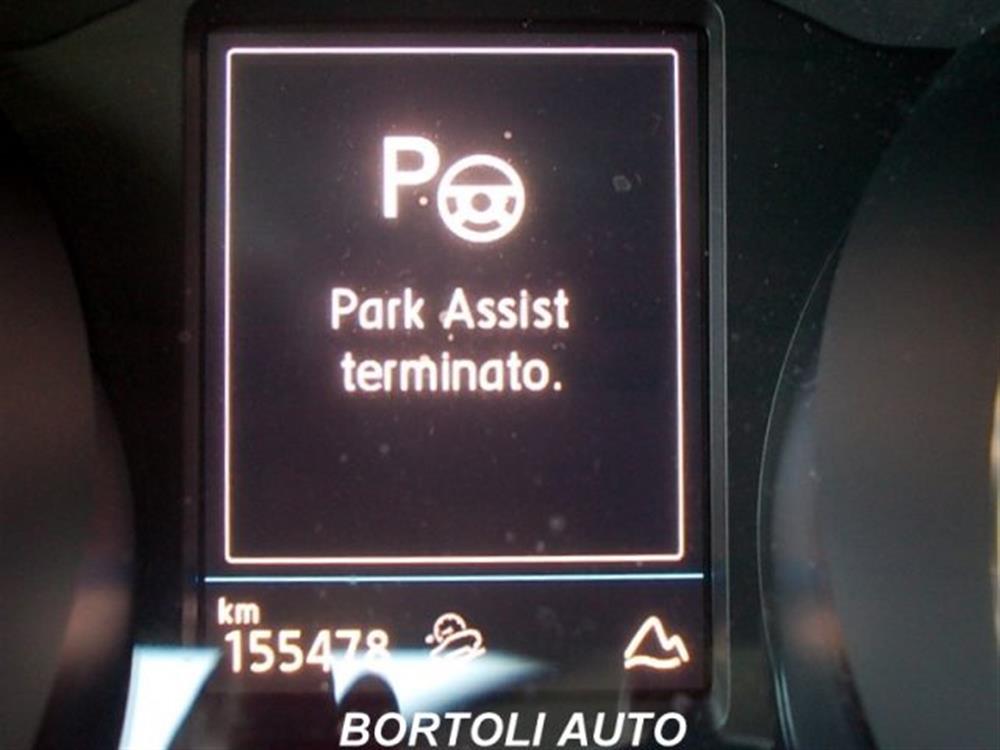 P
Park Assist
terminato.
km
155478
BORTOLI AUTO